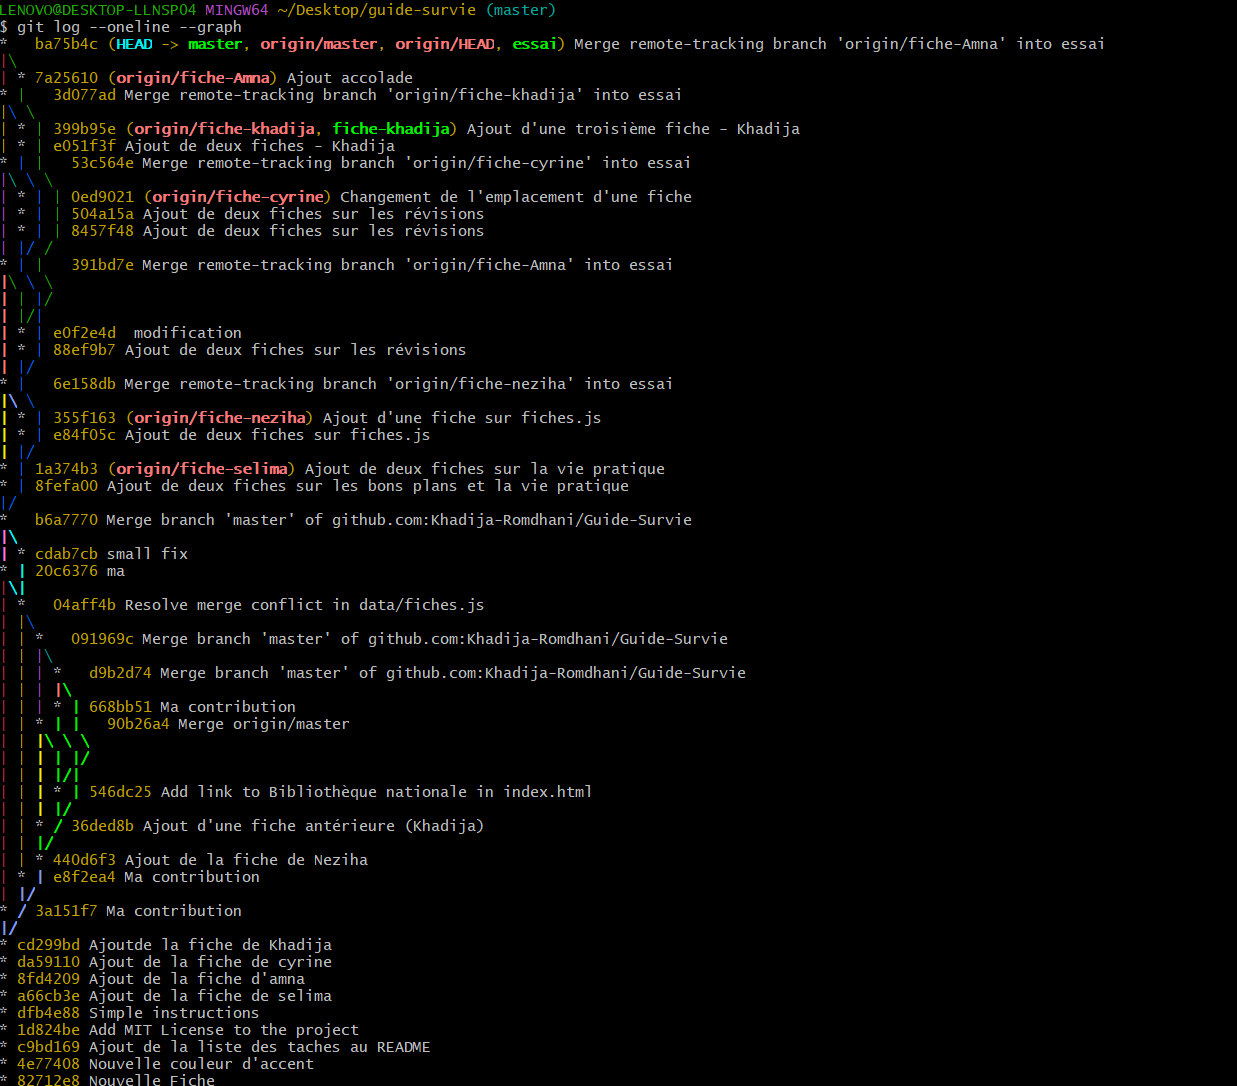 LENOVO@DESKTOP-LLNSPO4 MINGW64 ~/Desktop/guide-survie (master)
$ git log --oneline --graph
*   ba75b4c (HEAD -> master, origin/master, origin/HEAD, essai) Merge remote-tracking branch 'origin/fiche-Amna' into essai
|\
| * 7a25610 (origin/fiche-Amna) Ajout accolade
* |   3d077ad Merge remote-tracking branch 'origin/fiche-khadija' into essai
|\ \
| * | 399b95e (origin/fiche-khadija, fiche-khadija) Ajout d'une troisième fiche - Khadija
| * | e051f3f Ajout de deux fiches - Khadija
* | |   53c564e Merge remote-tracking branch 'origin/fiche-cyrine' into essai
|\ \ \
| * | | 0ed9021 (origin/fiche-cyrine) Changement de l'emplacement d'une fiche
| * | | 504a15a Ajout de deux fiches sur les révisions
| * | | 8457f48 Ajout de deux fiches sur les révisions
| |/ /
* | |   391bd7e Merge remote-tracking branch 'origin/fiche-Amna' into essai
|\ \ \
| | |/
| |/|
| * | e0f2e4d  modification
| * | 88ef9b7 Ajout de deux fiches sur les révisions
| |/
* |   6e158db Merge remote-tracking branch 'origin/fiche-neziha' into essai
|\ \
| * | 355f163 (origin/fiche-neziha) Ajout d'une fiche sur fiches.js
| * | e84f05c Ajout de deux fiches sur fiches.js
| |/
* | 1a374b3 (origin/fiche-selima) Ajout de deux fiches sur la vie pratique
* | 8fefa00 Ajout de deux fiches sur les bons plans et la vie pratique
|/
*   b6a7770 Merge branch 'master' of github.com:Khadija-Romdhani/Guide-Survie
|\
| * cdab7cb small fix
* | 20c6376 ma
|\|
| *   04aff4b Resolve merge conflict in data/fiches.js
| |\
| | *   091969c Merge branch 'master' of github.com:Khadija-Romdhani/Guide-Survie
| | |\
| | | *   d9b2d74 Merge branch 'master' of github.com:Khadija-Romdhani/Guide-Survie
| | | |\
| | | * | 668bb51 Ma contribution
| | * | |   90b26a4 Merge origin/master
| | |\ \ \
| | | | |/
| | | |/|
| | | * | 546dc25 Add link to Bibliothèque nationale in index.html
| | | |/
| | * / 36ded8b Ajout d'une fiche antérieure (Khadija)
| | |/
| | * 440d6f3 Ajout de la fiche de Neziha
| * | e8f2ea4 Ma contribution
| |/
* / 3a151f7 Ma contribution
|/
* cd299bd Ajoutde la fiche de Khadija
* da59110 Ajout de la fiche de cyrine
* 8fd4209 Ajout de la fiche d'amna
* a66cb3e Ajout de la fiche de selima
* dfb4e88 Simple instructions
* 1d824be Add MIT License to the project
* c9bd169 Ajout de la liste des taches au README
* 4e77408 Nouvelle couleur d'accent
* 82712e8 Nouvelle Fiche